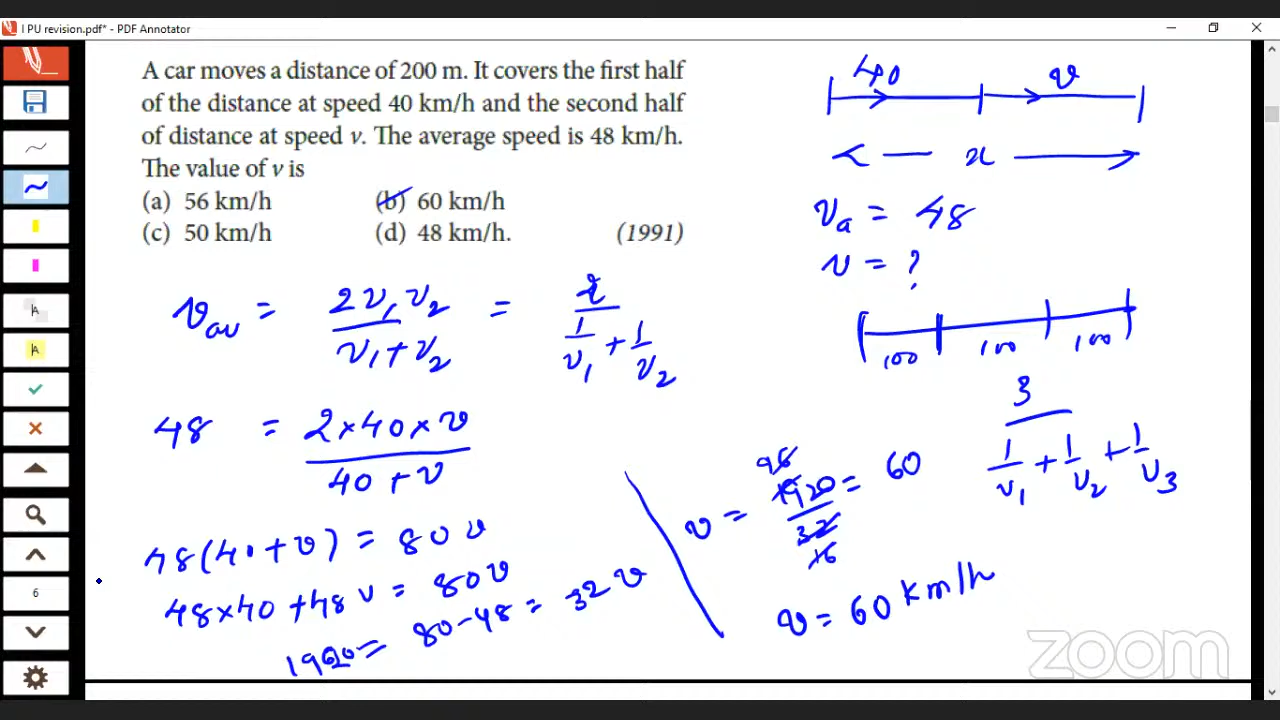 I PU revision.pdf* - PDF Annotator
A car moves a distance of 200 m. It covers the first half
of the distance at speed 40 km/h and the second half
of distance at speed v. The average speed is 48 km/h.
The value of v is
(a) 56 km/h (b) 60 km/h
(c) 50 km/h (d) 48 km/h. (1991)
40 v
x
va = 48
v = ?
100 100 100
vav = 2v1v2 / v1+v2 = 2 / 1/v1 + 1/v2
3 / 1/v1 + 1/v2 + 1/v3
48 = 2×40×v / 40+v
48(40+v) = 80v
48×40 +48v = 80v
1920 = 80-48 = 32v
v = 1920 / 32 = 60
96
16
v = 60 km/h
A
A
6
zoom